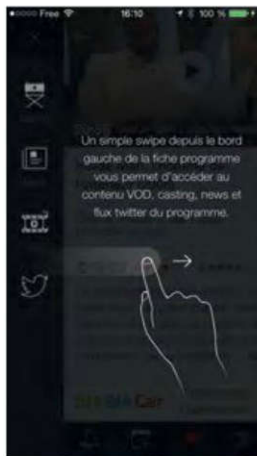 Free 16:10 100 %
Un simple swipe depuis le bord
gauche de la fiche programme
vous permet d'accéder au
contenu VOD, casting, news et
flux twitter du programme.